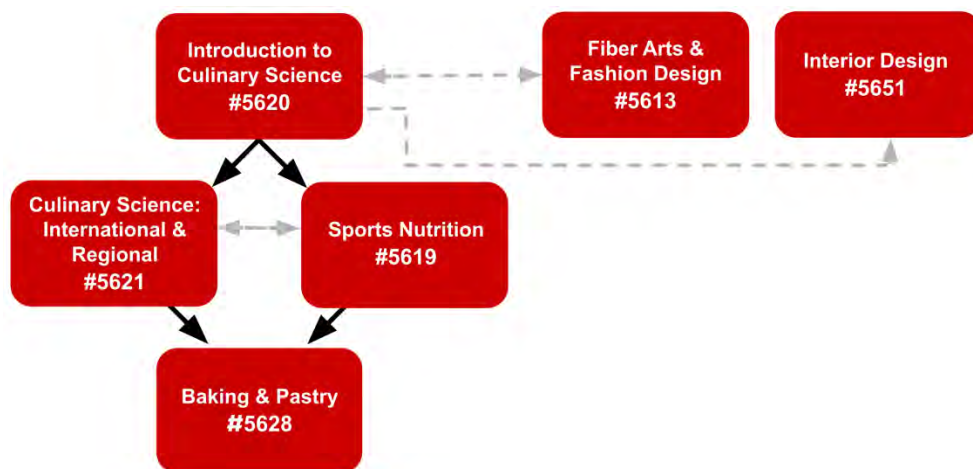 Introduction to
Culinary Science
#5620
Fiber Arts &
Fashion Design
#5613
Interior Design
#5651
Culinary Science:
International &
Regional
#5621
Sports Nutrition
#5619
Baking & Pastry
#5628